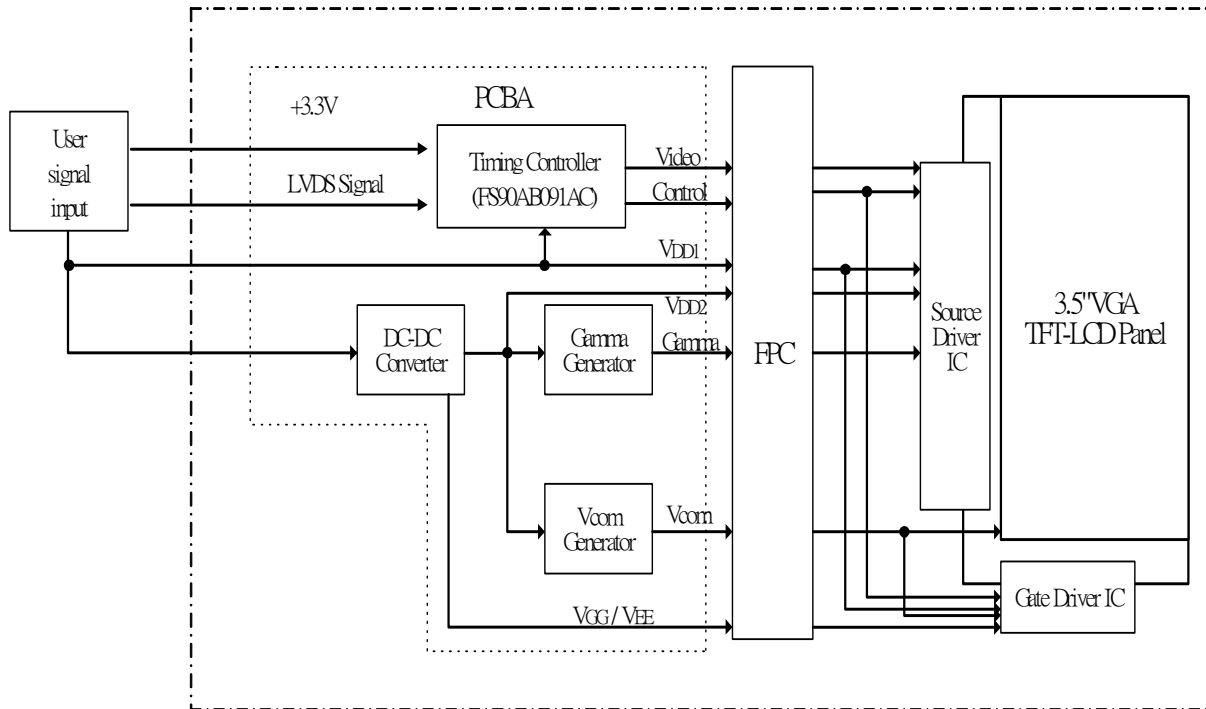 +3.3V
PCBA
User
signal
input
LVDS Signal
Timing Controller
(FS90AB091AC)
Video
Control
VDD1
VDD2
DC-DC
Converter
Gamma
Generator
Gamma
FPC
Source
Driver
IC
3.5"VGA
TFT-LCD Panel
Vcom
Generator
Vcom
VGG / VEE
Gate Driver IC